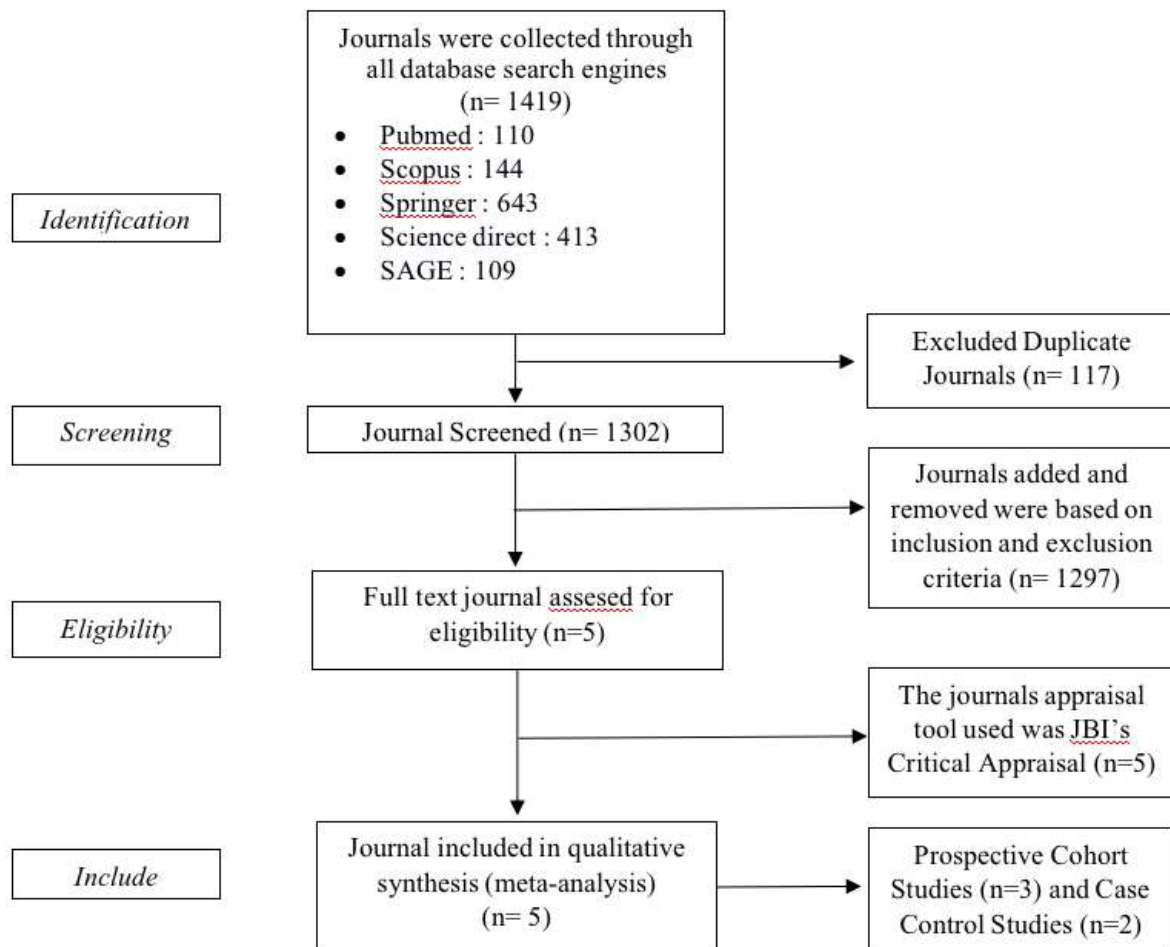 Journals were collected through
all database search engines
(n= 1419)
• Pubmed : 110
• Scopus : 144
• Springer : 643
• Science direct : 413
• SAGE : 109
Identification
Excluded Duplicate
Journals (n= 117)
Screening
Journal Screened (n= 1302)
Journals added and
removed were based on
inclusion and exclusion
criteria (n= 1297)
Full text journal assesed for
eligibility (n=5)
Eligibility
The journals appraisal
tool used was JBI’s
Critical Appraisal (n=5)
Journal included in qualitative
synthesis (meta-analysis)
(n= 5)
Include
Prospective Cohort
Studies (n=3) and Case
Control Studies (n=2)